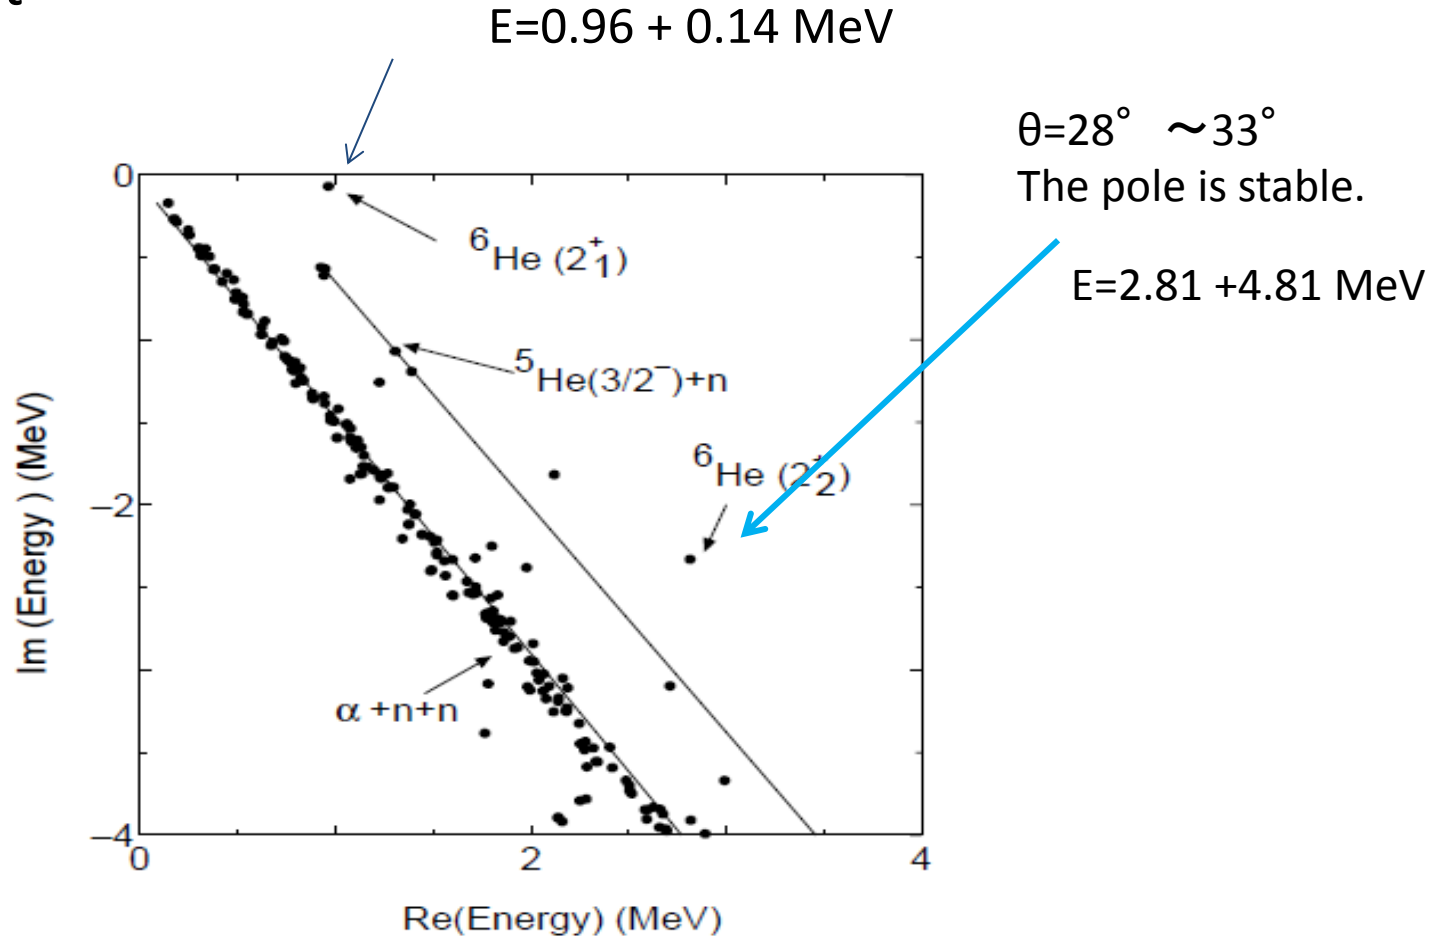 E=0.96 + 0.14 MeV
θ=28° ～33°
The pole is stable.
E=2.81 +4.81 MeV
0
⁶He (2⁺₁)
⁵He(3/2⁻)+n
⁶He (2⁺₂)
−2
α +n+n
−4
0 2 4
Re(Energy) (MeV)
Im (Energy ) (MeV)